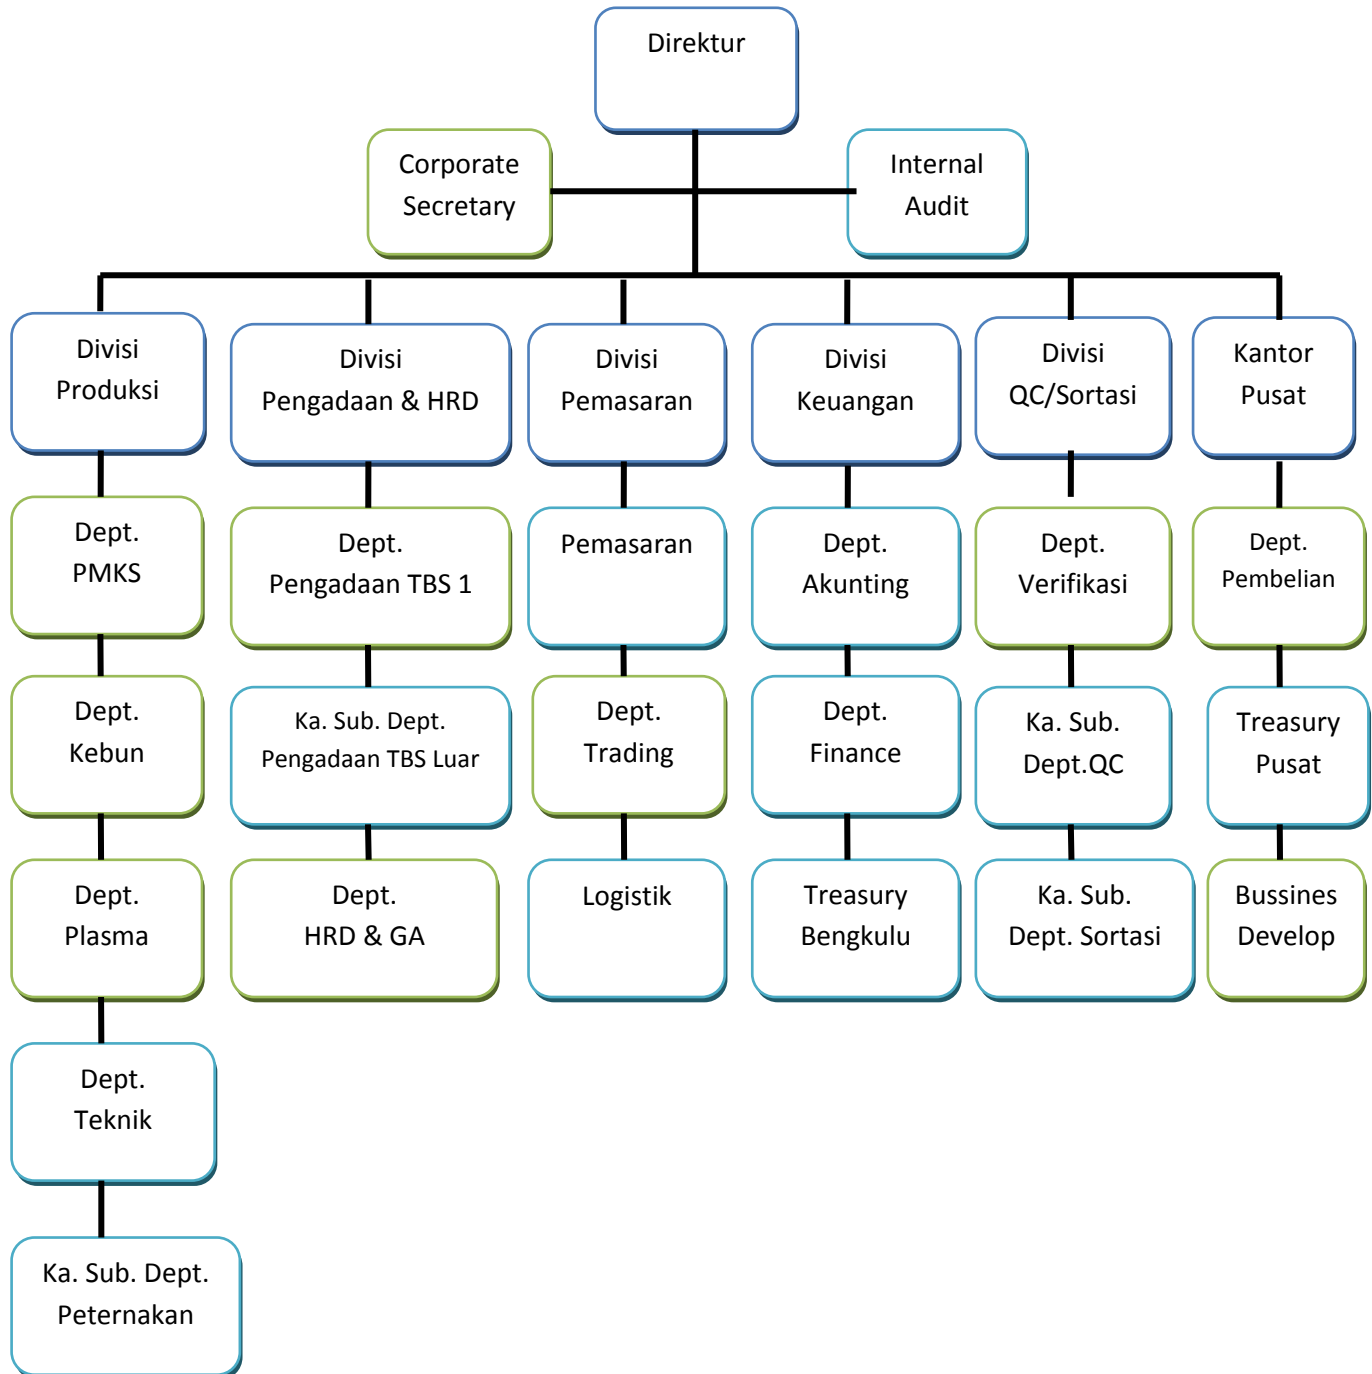 Direktur
Corporate
Secretary
Internal
Audit
Divisi
Produksi
Divisi
Pengadaan & HRD
Divisi
Pemasaran
Divisi
Keuangan
Divisi
QC/Sortasi
Kantor
Pusat
Dept.
PMKS
Dept.
Pengadaan TBS 1
Pemasaran
Dept.
Akunting
Dept.
Verifikasi
Dept.
Pembelian
Dept.
Kebun
Ka. Sub. Dept.
Pengadaan TBS Luar
Dept.
Trading
Dept.
Finance
Ka. Sub.
Dept.QC
Treasury
Pusat
Dept.
Plasma
Dept.
HRD & GA
Logistik
Treasury
Bengkulu
Ka. Sub.
Dept. Sortasi
Bussines
Develop
Dept.
Teknik
Ka. Sub. Dept.
Peternakan